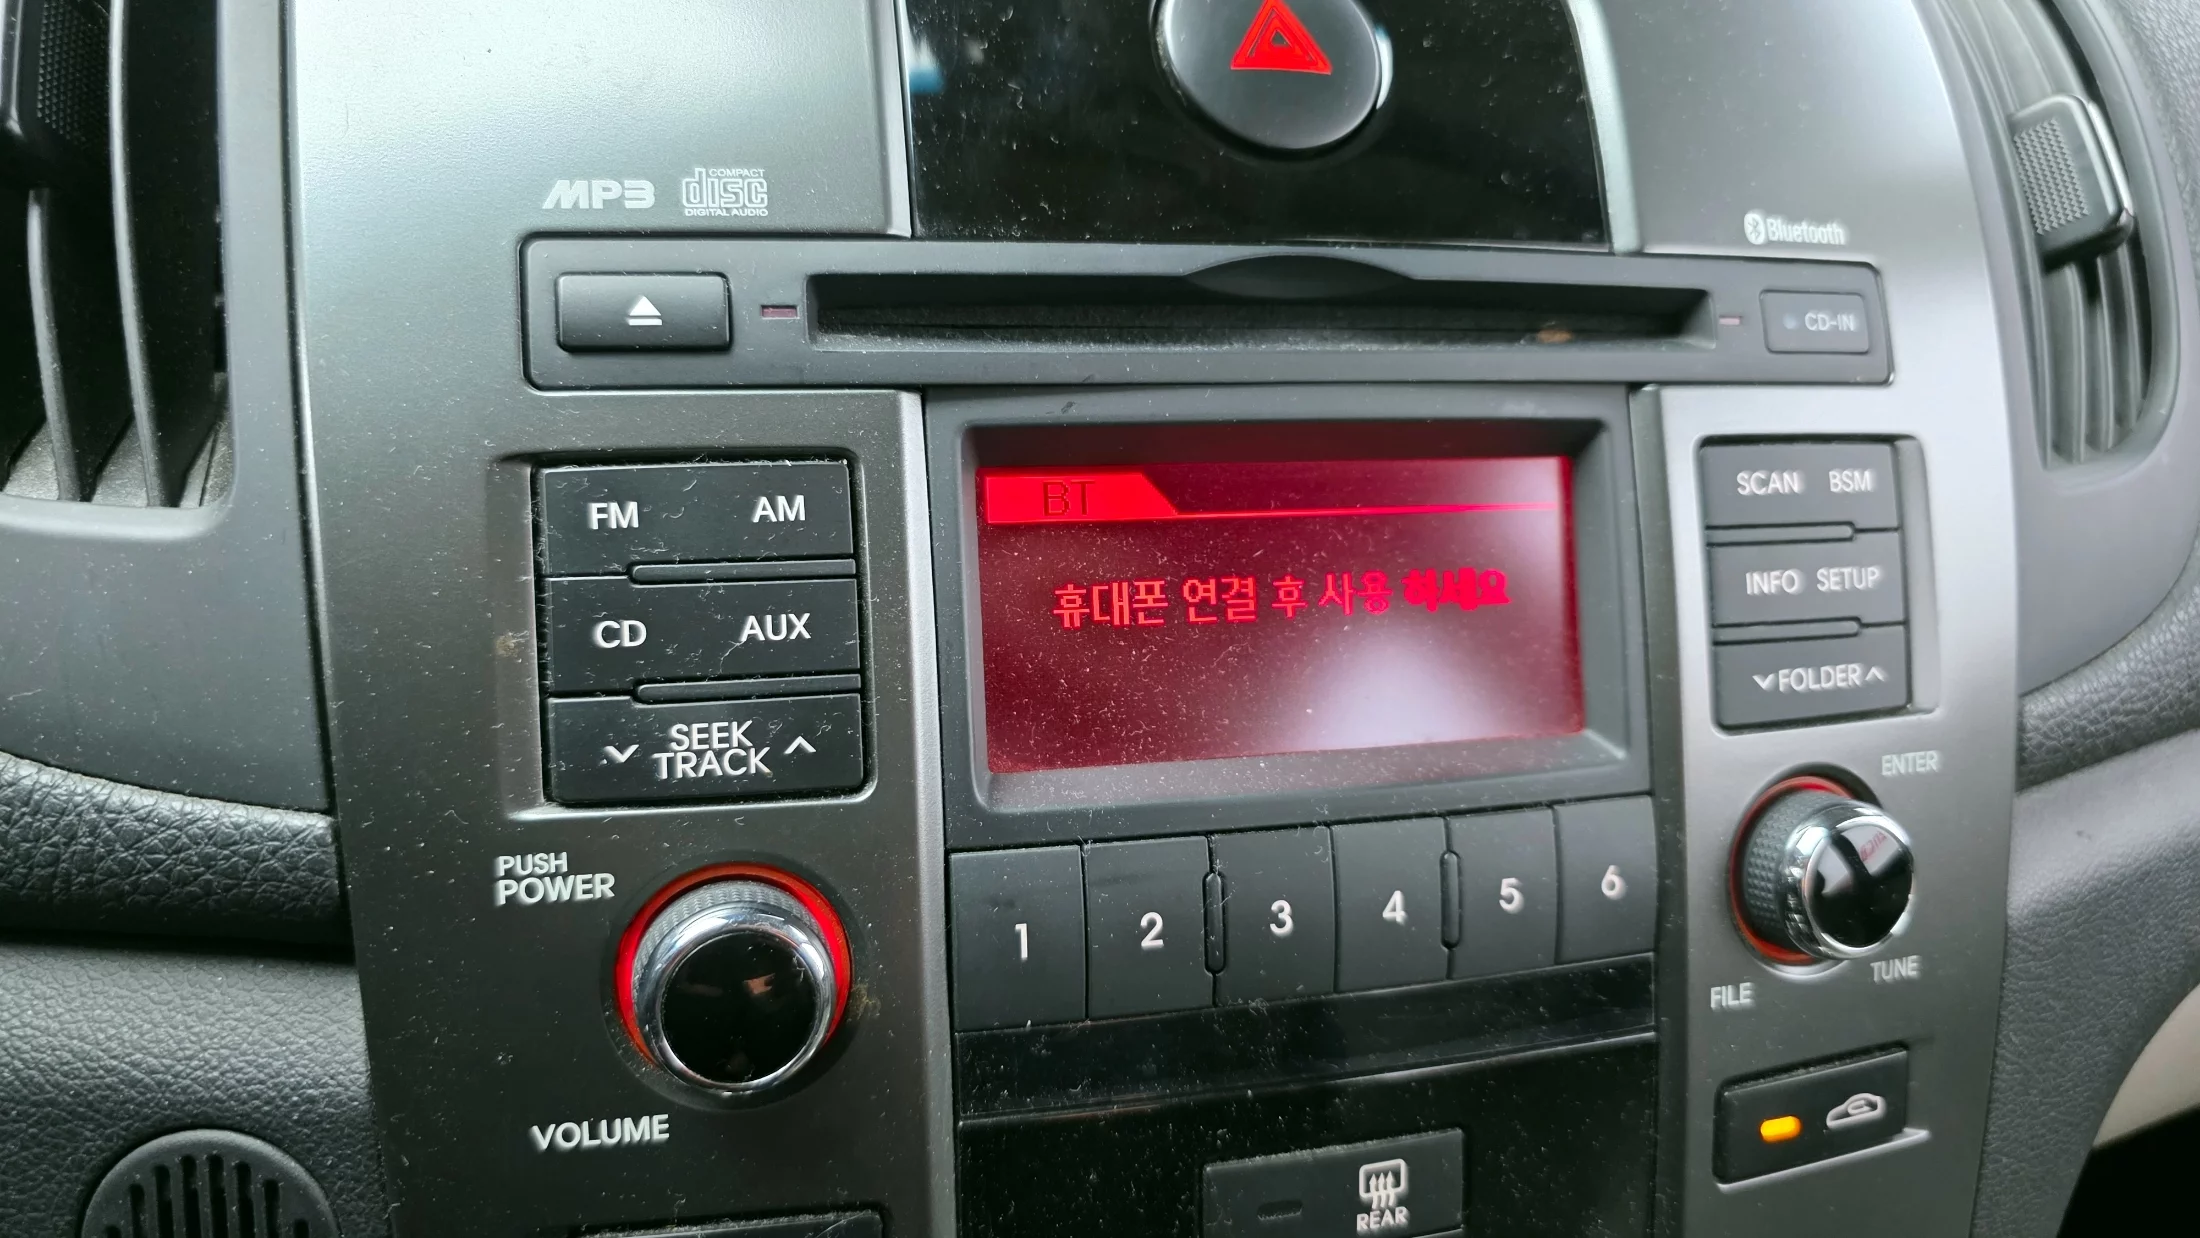 MP3
COMPACT
disc
DIGITAL AUDIO
Bluetooth
CD-IN
FM AM
CD AUX
SEEK
TRACK
BT
휴대폰 연결 후 사용 하세요
SCAN BSM
INFO SETUP
FOLDER
PUSH
POWER
VOLUME
1 2 3 4 5 6
ENTER
TUNE
FILE
REAR